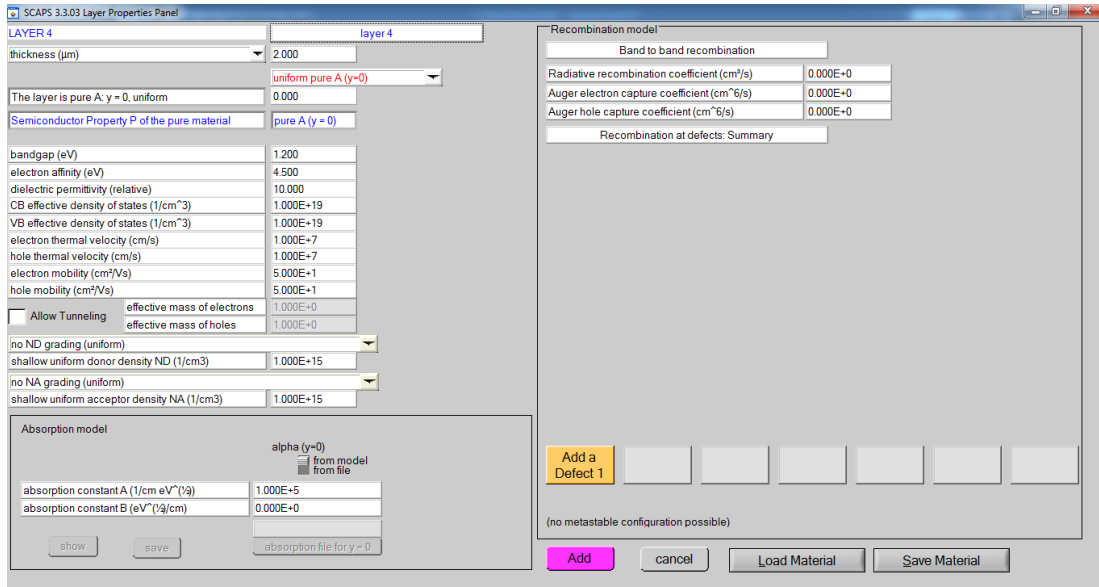 SCAPS 3.3.03 Layer Properties Panel
LAYER 4
layer 4
thickness (µm)
2.000
uniform pure A (y=0)
The layer is pure A: y = 0, uniform
0.000
Semiconductor Property P of the pure material
pure A (y = 0)
bandgap (eV)
1.200
electron affinity (eV)
4.500
dielectric permittivity (relative)
10.000
CB effective density of states (1/cm^3)
1.000E+19
VB effective density of states (1/cm^3)
1.000E+19
electron thermal velocity (cm/s)
1.000E+7
hole thermal velocity (cm/s)
1.000E+7
electron mobility (cm²/Vs)
5.000E+1
hole mobility (cm²/Vs)
5.000E+1
Allow Tunneling
effective mass of electrons
1.000E+0
effective mass of holes
1.000E+0
no ND grading (uniform)
shallow uniform donor density ND (1/cm3)
1.000E+15
no NA grading (uniform)
shallow uniform acceptor density NA (1/cm3)
1.000E+15
Absorption model
alpha (y=0)
from model
from file
absorption constant A (1/cm eV^(½))
1.000E+5
absorption constant B (eV^(½)/cm)
0.000E+0
show
save
absorption file for y = 0
Recombination model
Band to band recombination
Radiative recombination coefficient (cm³/s)
0.000E+0
Auger electron capture coefficient (cm^6/s)
0.000E+0
Auger hole capture coefficient (cm^6/s)
0.000E+0
Recombination at defects: Summary
Add a
Defect 1
(no metastable configuration possible)
Add
cancel
Load Material
Save Material